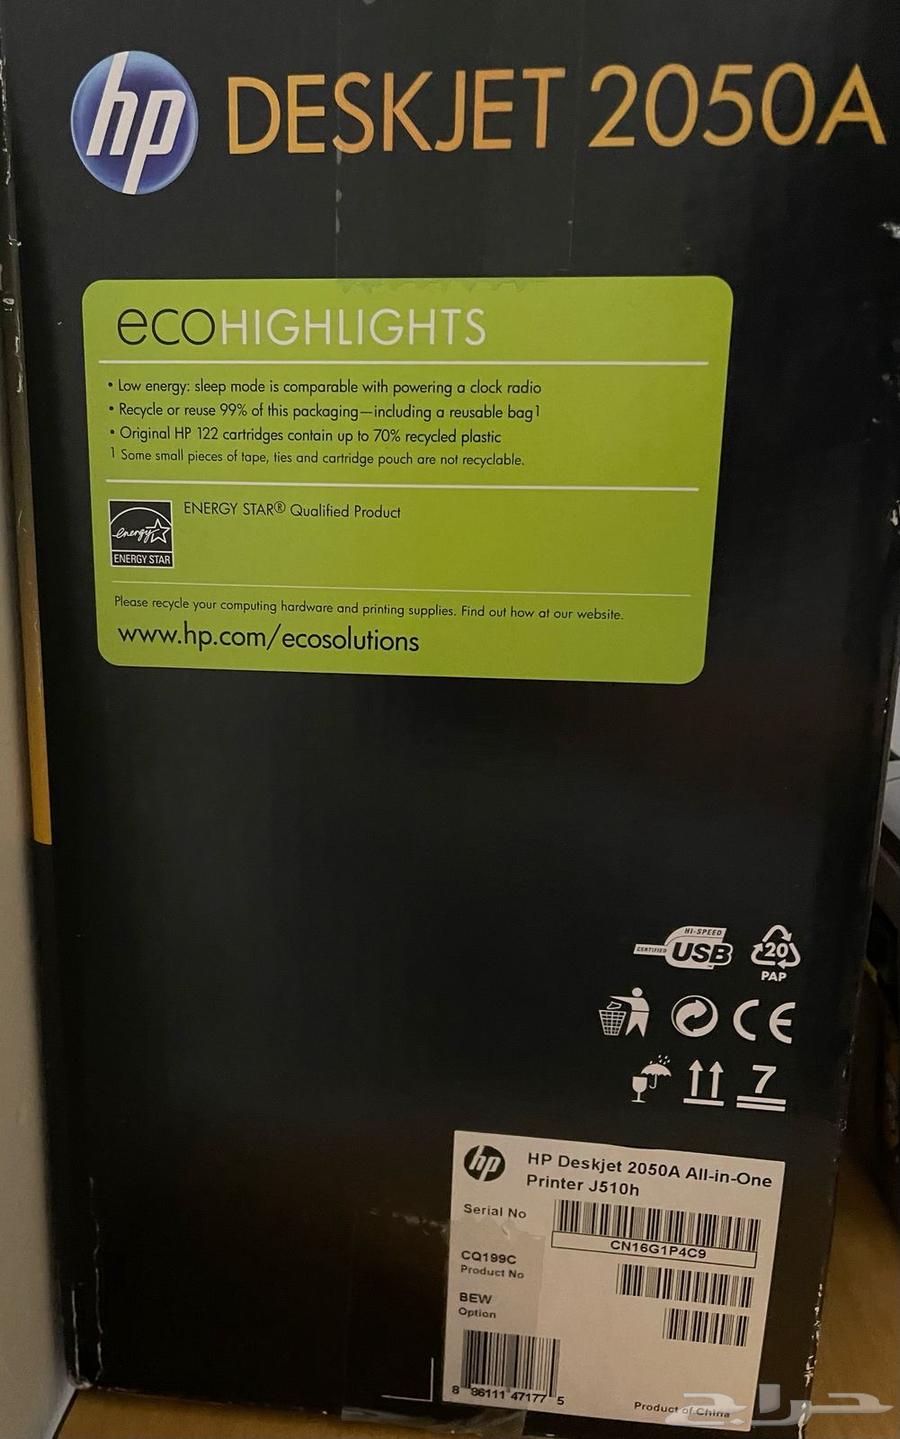 hp DESKJET 2050A
ecoHIGHLIGHTS
• Low energy: sleep mode is comparable with powering a clock radio
• Recycle or reuse 99% of this packaging—including a reusable bag1
• Original HP 122 cartridges contain up to 70% recycled plastic
1 Some small pieces of tape, ties and cartridge pouch are not recyclable.
energy
ENERGY STAR
ENERGY STAR® Qualified Product
Please recycle your computing hardware and printing supplies. Find out how at our website.
www.hp.com/ecosolutions
HI-SPEED
CERTIFIED USB
20
PAP
CE
7
hp
HP Deskjet 2050A All-in-One
Printer J510h
Serial No
CN16G1P4C9
CQ199C
Product No
BEW
Option
8 86111 47177 5
Product of China
حراج